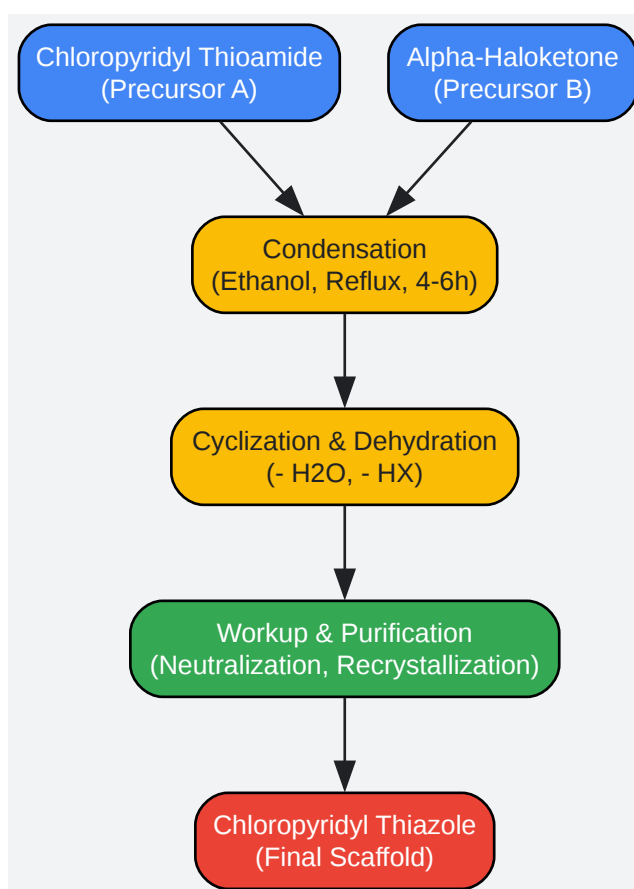 Chloropyridyl Thioamide
(Precursor A)
Alpha-Haloketone
(Precursor B)
Condensation
(Ethanol, Reflux, 4-6h)
Cyclization & Dehydration
(- H2O, - HX)
Workup & Purification
(Neutralization, Recrystallization)
Chloropyridyl Thiazole
(Final Scaffold)